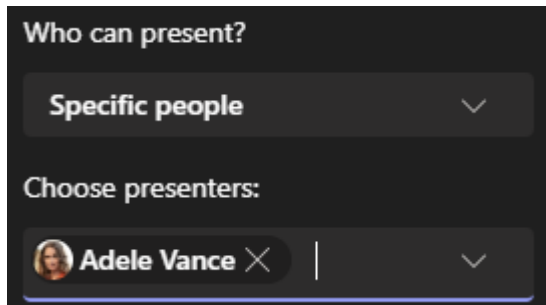 Who can present?
Specific people
Choose presenters:
Adele Vance